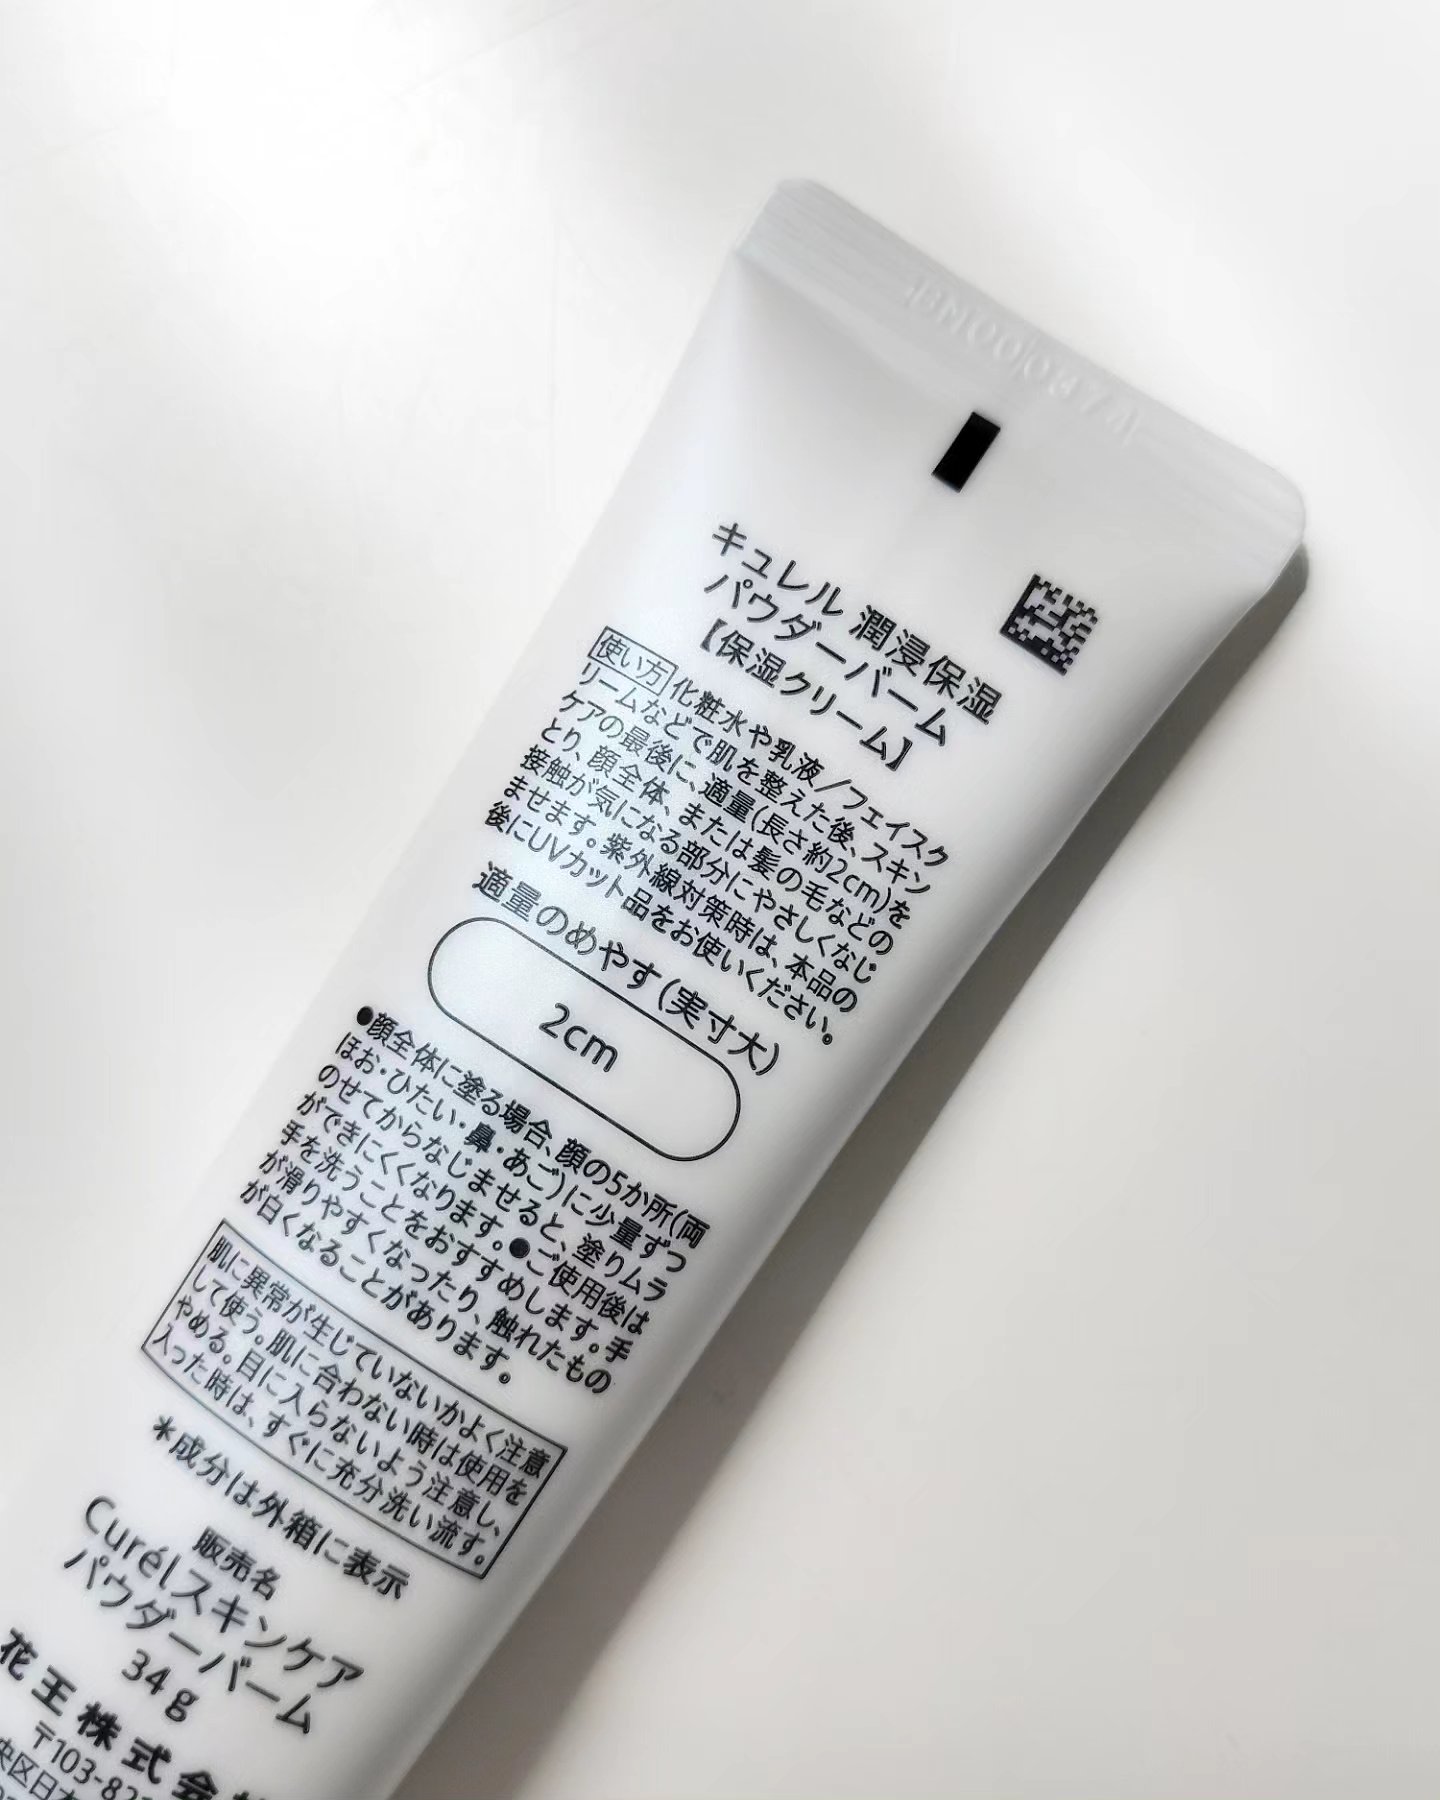 キュレル 潤浸保湿
パウダーバーム
【保湿クリーム】
使い方 化粧水や乳液/フェイスク
リームなどで肌を整えた後、スキン
ケアの最後に、適量(長さ約2cm)を
とり、顔全体、または髪の毛などの
接触が気になる部分にやさしくなじ
ませます。紫外線対策時は、本品の
後にUVカット品をお使いください。
適量のめやす(実寸大)
2cm
●顔全体に塗る場合、顔の5か所(両
ほお・ひたい・鼻・あご)に少量ずつ
のせてからなじませると、塗りムラ
ができにくくなります。●ご使用後は
手を洗うことをおすすめします。手
が滑りやすくなったり、触れたもの
が白くなることがあります。
肌に異常が生じていないかよく注意
して使う。肌に合わない時は使用を
やめる。目に入らないよう注意し、
入った時は、すぐに充分洗い流す。
*成分は外箱に表示
販売名
Curélスキンケア
パウダーバーム
34g
花王株式会
〒103-82
央区日本